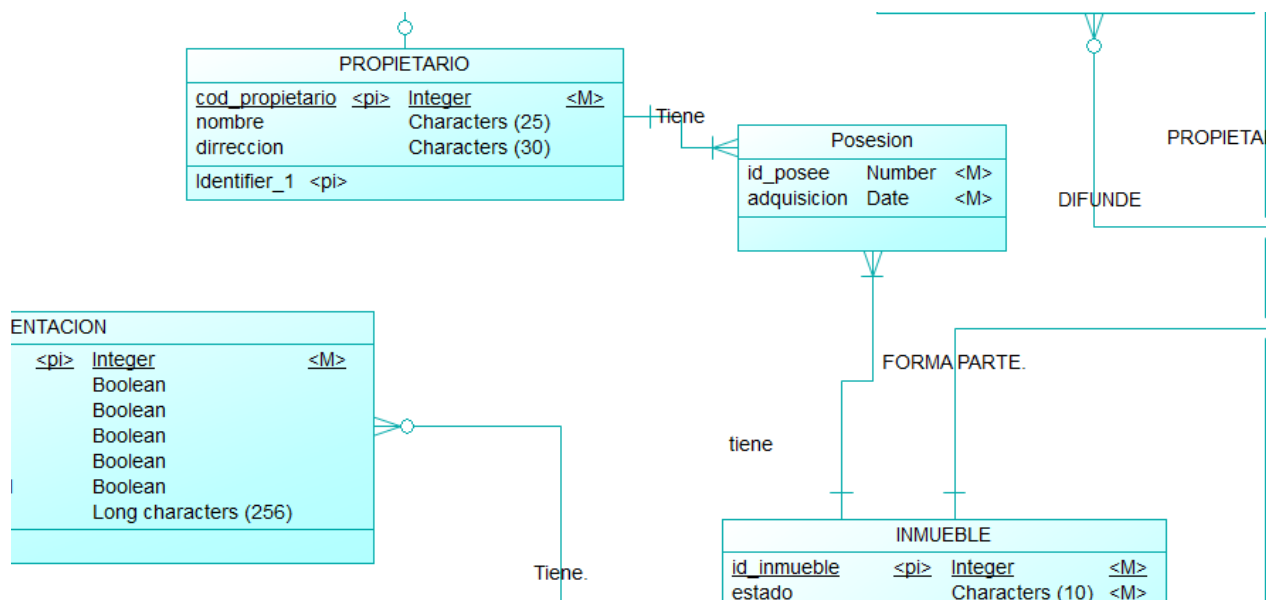 PROPIETARIO
cod_propietario <pi> Integer <M>
nombre Characters (25)
dirreccion Characters (30)
Identifier_1 <pi>
Tiene
Posesion
id_posee Number <M>
adquisicion Date <M>
PROPIETA
DIFUNDE
ENTACION
<pi> Integer <M>
Boolean
Boolean
Boolean
Boolean
Boolean
Long characters (256)
FORMA PARTE.
tiene
Tiene.
INMUEBLE
id_inmueble <pi> Integer <M>
estado Characters (10) <M>